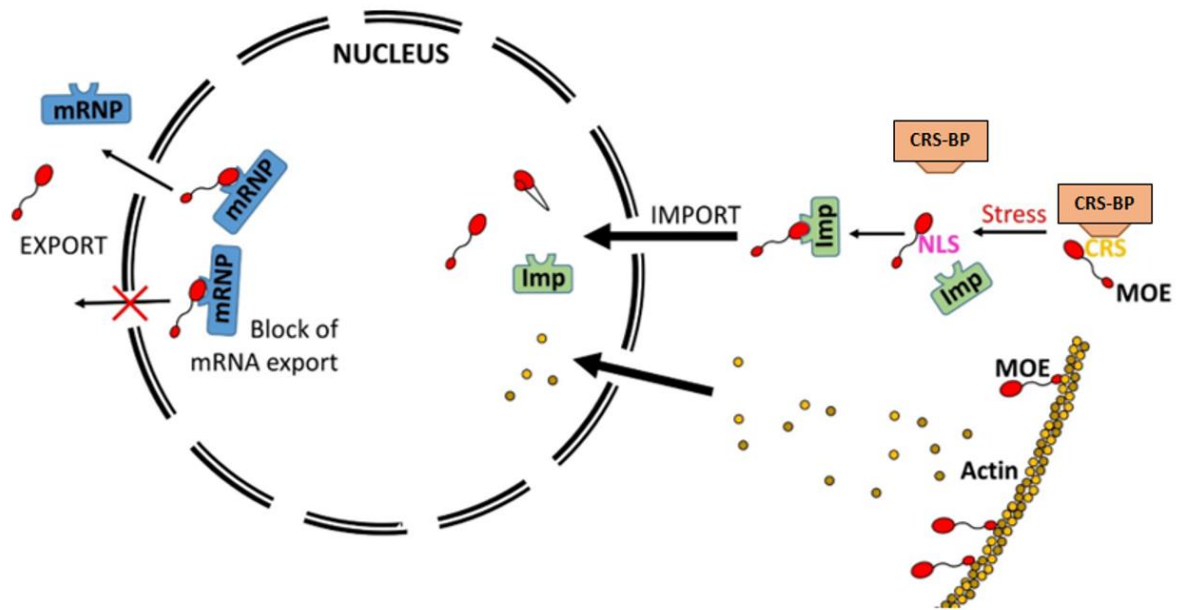 NUCLEUS
mRNP
mRNP
EXPORT
mRNP
Block of
mRNA export
Imp
IMPORT
Imp
CRS-BP
NLS
Imp
Stress
CRS-BP
CRS
MOE
MOE
Actin